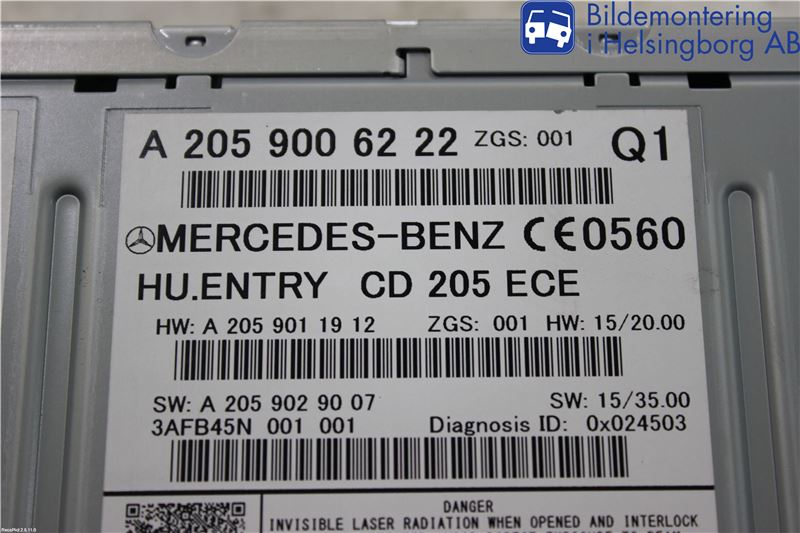 Bildemontering
i Helsingborg AB
A 205 900 6222 ZGS: 001 Q1
MERCEDES-BENZ CE0560
HU.ENTRY CD 205 ECE
HW: A 205 901 19 12 ZGS: 001 HW: 15/20.00
SW: A 205 902 90 07 SW: 15/35.00
3AFB45N 001 001 Diagnosis ID: 0x024503
DANGER
INVISIBLE LASER RADIATION WHEN OPENED AND INTERLOCK